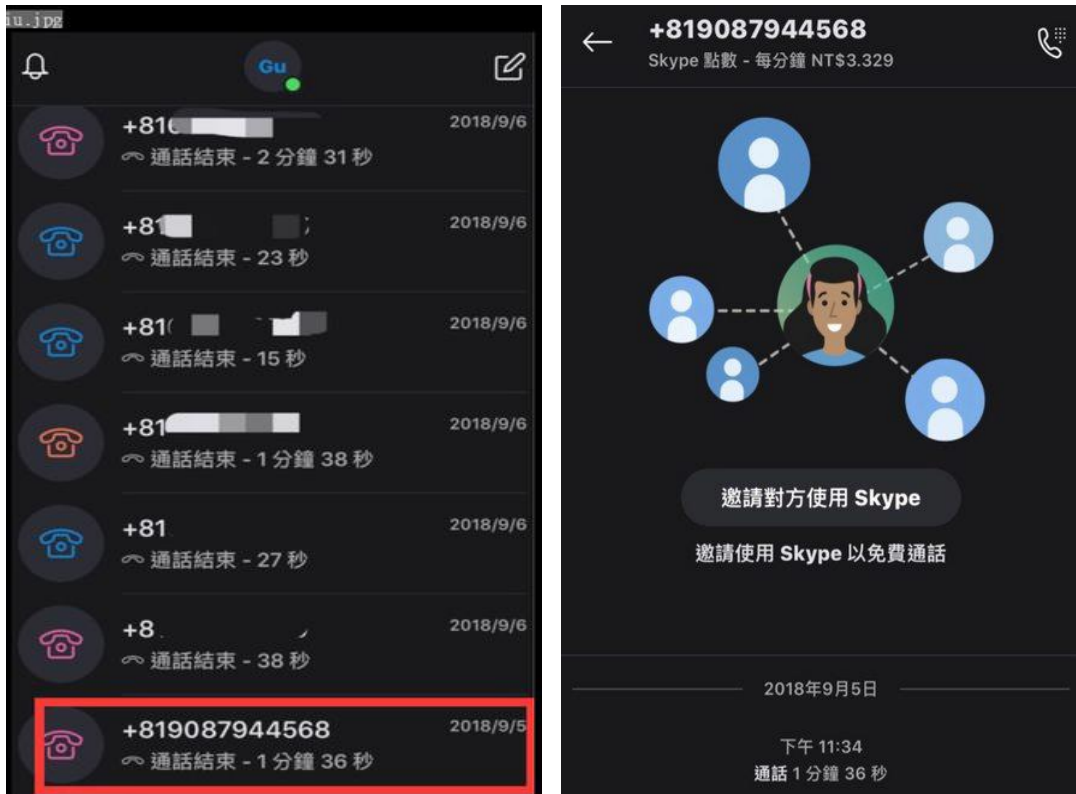 iu.jpg
Gu
2018/9/6
通話結束 - 2 分鐘 31 秒
+81
2018/9/6
通話結束 - 23 秒
+81
2018/9/6
通話結束 - 15 秒
+81
2018/9/6
通話結束 - 1 分鐘 38 秒
+81
2018/9/6
通話結束 - 27 秒
+8
2018/9/6
通話結束 - 38 秒
+819087944568
2018/9/5
通話結束 - 1 分鐘 36 秒
+819087944568
Skype 點數 - 每分鐘 NT$3.329
邀請對方使用 Skype
邀請使用 Skype 以免費通話
2018年9月5日
下午 11:34
通話 1 分鐘 36 秒